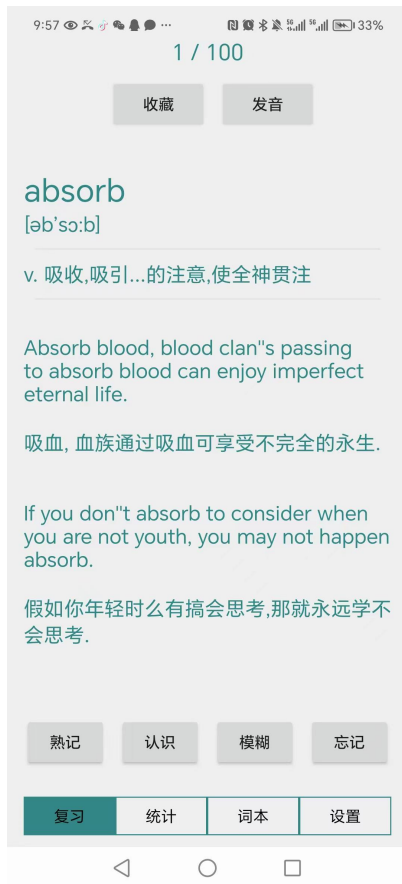 9:57
33%
1 / 100
收藏 发音
absorb
[əb'sɔ:b]
v. 吸收,吸引...的注意,使全神贯注
Absorb blood, blood clan"s passing
to absorb blood can enjoy imperfect
eternal life.
吸血, 血族通过吸血可享受不完全的永生.
If you don"t absorb to consider when
you are not youth, you may not happen
absorb.
假如你年轻时么有搞会思考,那就永远学不
会思考.
熟记 认识 模糊 忘记
复习 统计 词本 设置